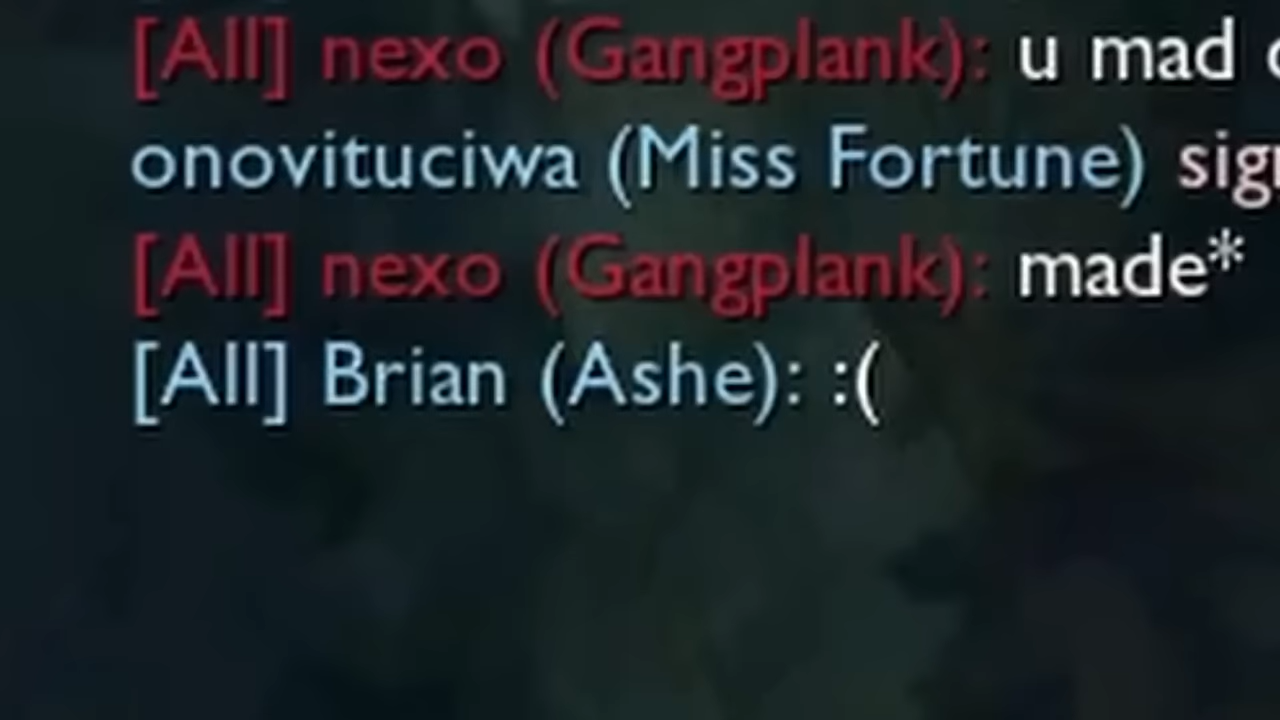 [All] nexo (Gangplank): u mad
onovituciwa (Miss Fortune)
[All] nexo (Gangplank): made*
[All] Brian (Ashe): :(